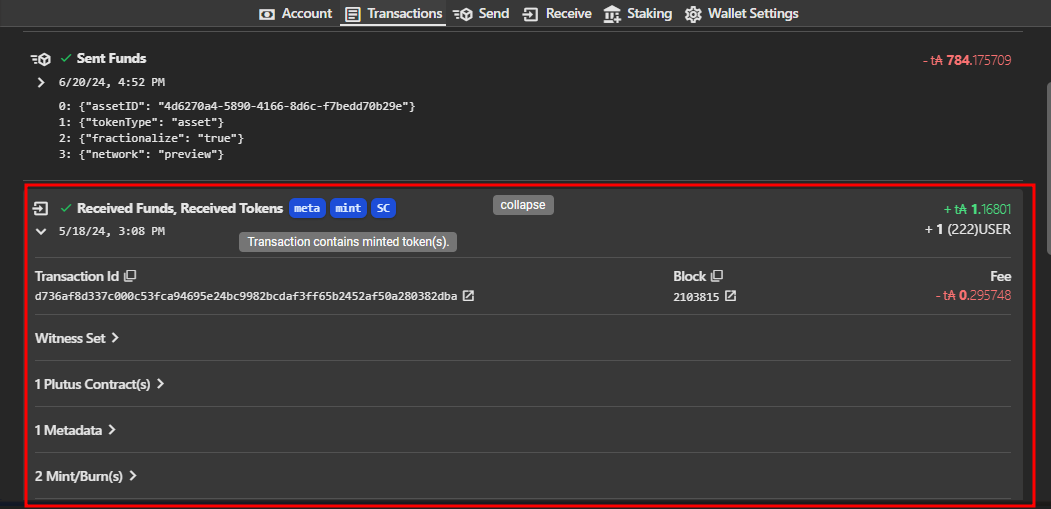 Account Transactions Send Receive Staking Wallet Settings
Sent Funds - t₳ 784.175709
6/20/24, 4:52 PM
0: {"assetID": "4d6270a4-5890-4166-8d6c-f7bedd70b29e"}
1: {"tokenType": "asset"}
2: {"fractionalize": "true"}
3: {"network": "preview"}
Received Funds, Received Tokens meta mint SC collapse + t₳ 1.16801
5/18/24, 3:08 PM + 1 (222)USER
Transaction contains minted token(s).
Transaction Id Block Fee
d736af8d337c000c53fca94695e24bc9982bcdaf3ff65b2452af50a280382dba 2103815 - t₳ 0.295748
Witness Set
1 Plutus Contract(s)
1 Metadata
2 Mint/Burn(s)